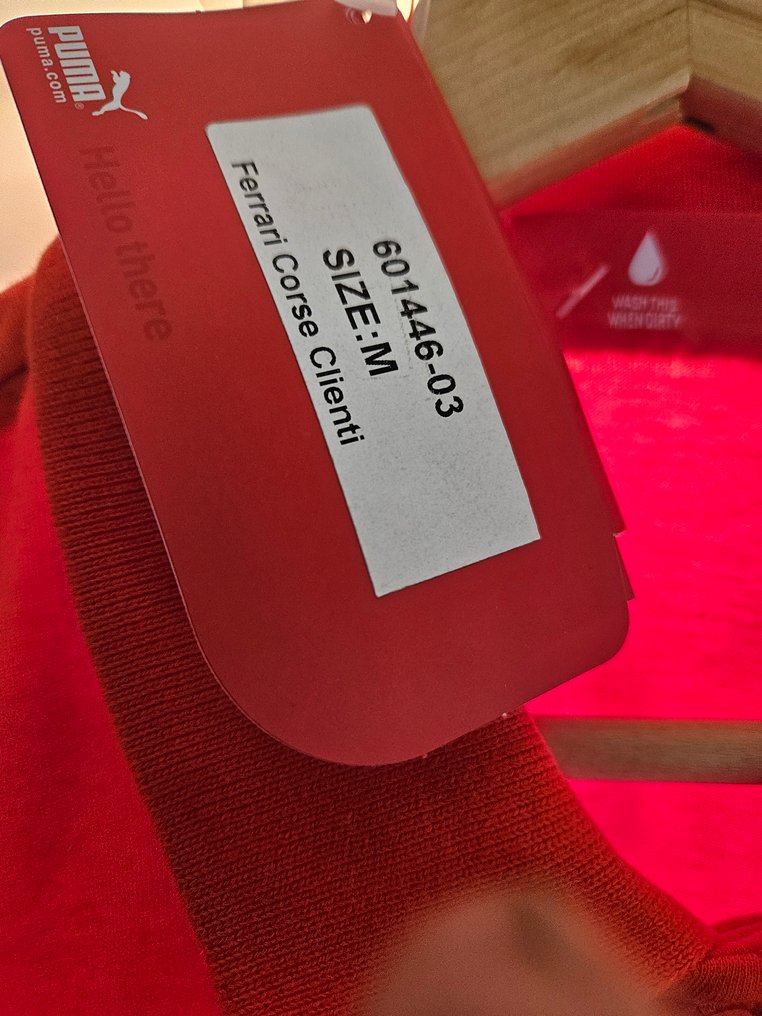 PUMA®
puma.com
Hello there
601446-03
SIZE:M
Ferrari Corse Clienti
WASH THIS
WHEN DIRTY